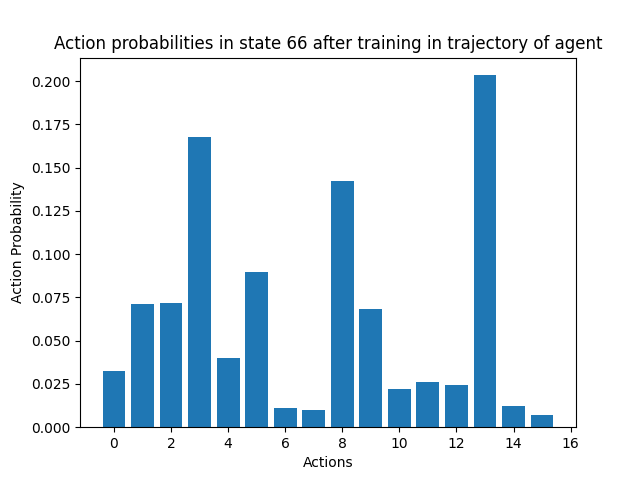 Action probabilities in state 66 after training in trajectory of agent
0.200
0.175
0.150
0.125
0.100
0.075
0.050
0.025
0.000
Action Probability
0 2 4 6 8 10 12 14 16
Actions